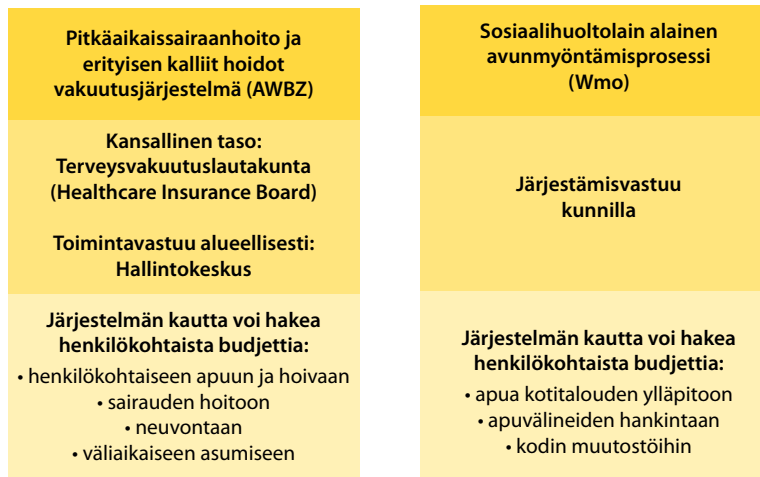 Pitkäaikaissairaanhoito ja
erityisen kalliit hoidot
vakuutusjärjestelmä (AWBZ)
Kansallinen taso:
Terveysvakuutuslautakunta
(Healthcare Insurance Board)
Toimintavastuu alueellisesti:
Hallintokeskus
Järjestelmän kautta voi hakea
henkilökohtaista budjettia:
• henkilökohtaiseen apuun ja hoivaan
• sairauden hoitoon
• neuvontaan
• väliaikaiseen asumiseen
Sosiaalihuoltolain alainen
avunmyöntämisprosessi
(Wmo)
Järjestämisvastuu
kunnilla
Järjestelmän kautta voi hakea
henkilökohtaista budjettia:
• apua kotitalouden ylläpitoon
• apuvälineiden hankintaan
• kodin muutostöihin